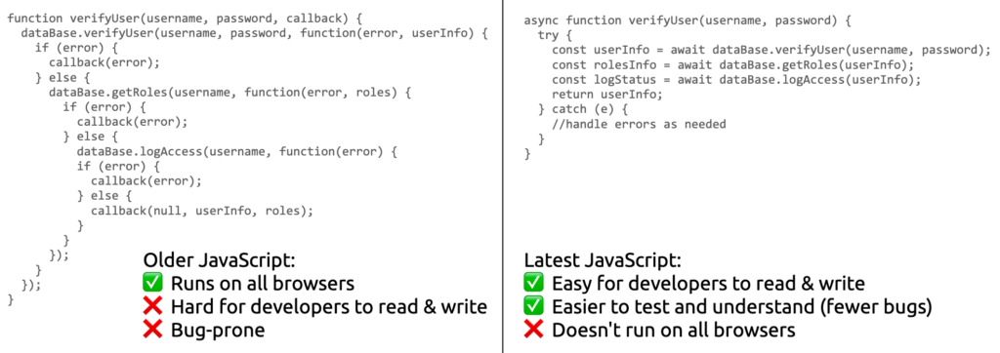 function verifyUser(username, password, callback) {
  dataBase.verifyUser(username, password, function(error, userInfo) {
    if (error) {
      callback(error);
    } else {
      dataBase.getRoles(username, function(error, roles) {
        if (error) {
          callback(error);
        } else {
          dataBase.logAccess(username, function(error) {
          if (error) {
            callback(error);
          } else {
            callback(null, userInfo, roles);
          }
        }
      });
    }
  });
}
Older JavaScript:
✅ Runs on all browsers
❌ Hard for developers to read & write
❌ Bug-prone
async function verifyUser(username, password) {
  try {
    const userInfo = await dataBase.verifyUser(username, password);
    const rolesInfo = await dataBase.getRoles(userInfo);
    const logStatus = await dataBase.logAccess(userInfo);
    return userInfo;
  } catch (e) {
    //handle errors as needed
  }
}
Latest JavaScript:
✅ Easy for developers to read & write
✅ Easier to test and understand (fewer bugs)
❌ Doesn't run on all browsers